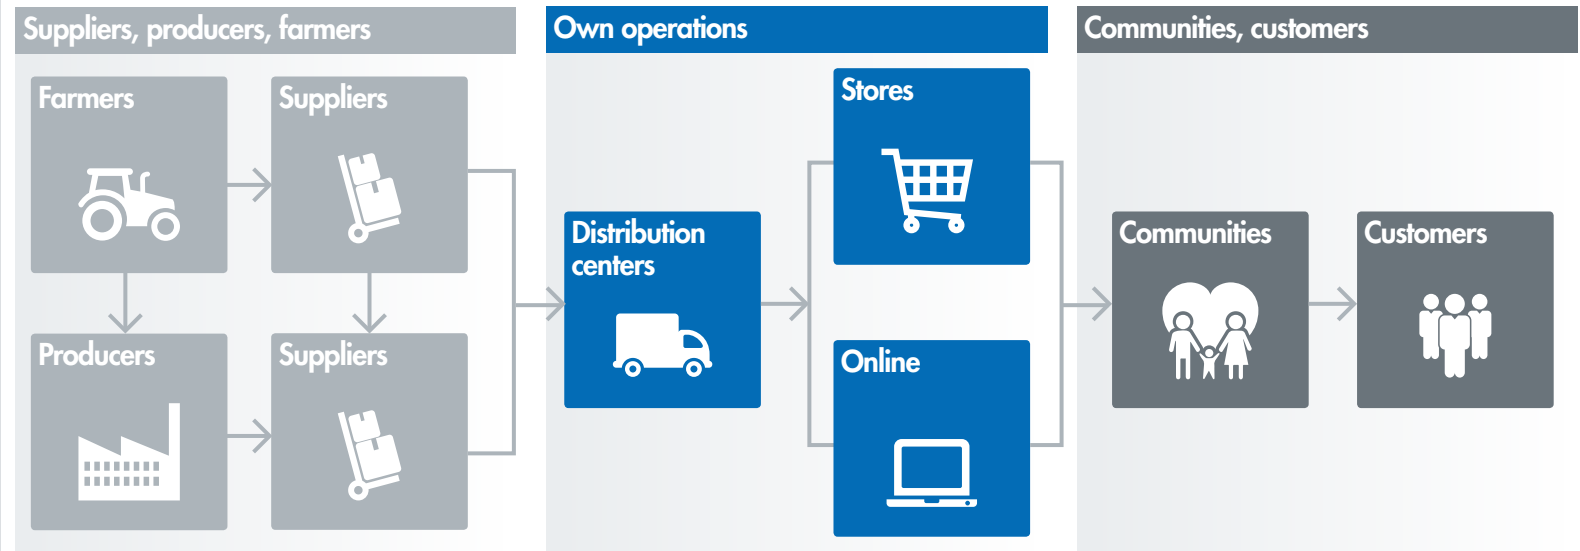 Suppliers, producers, farmers
Own operations
Communities, customers
Farmers
Suppliers
Stores
Distribution
centers
Communities
Customers
Producers
Suppliers
Online